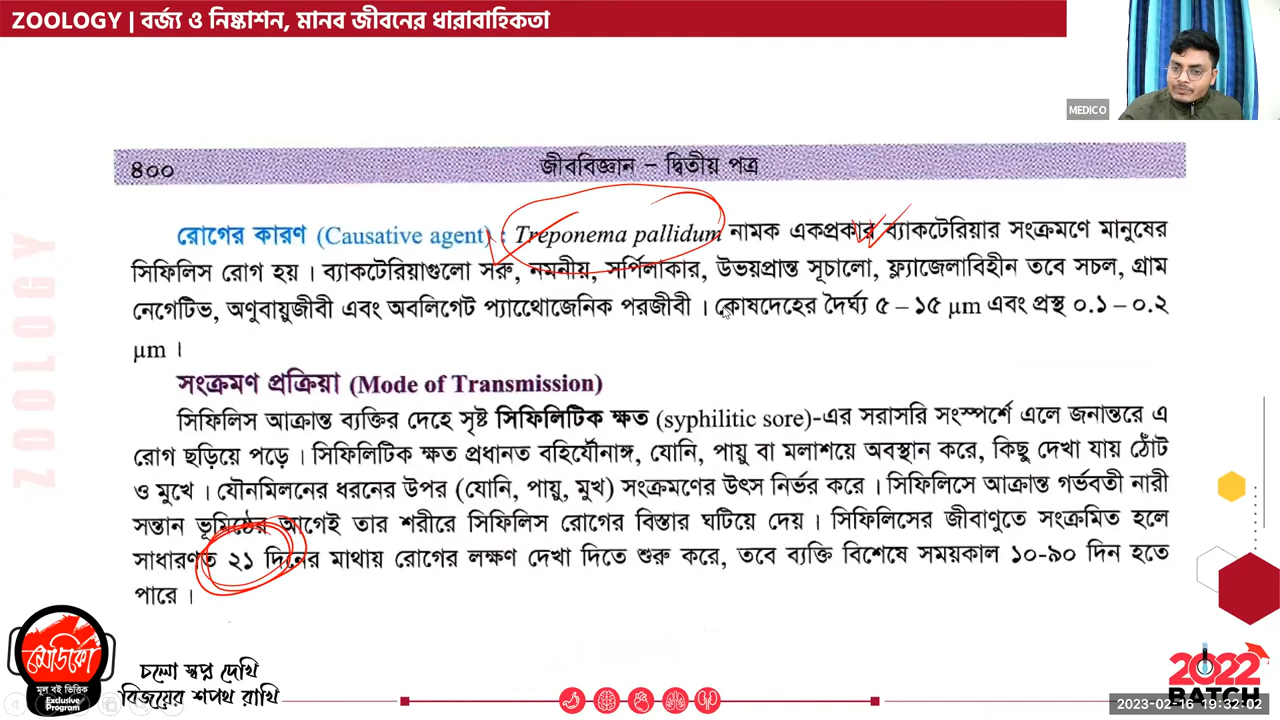 ZOOLOGY | বর্জ্য ও নিষ্কাশন, মানব জীবনের ধারাবাহিকতা
MEDICO
৪০০
জীববিজ্ঞান – দ্বিতীয় পত্র
রোগের কারণ (Causative agent) : Treponema pallidum নামক একপ্রকার ব্যাকটেরিয়ার সংক্রমণে মানুষের
সিফিলিস রোগ হয়। ব্যাকটেরিয়াগুলো সরু, নমনীয়, সর্পিলাকার, উভয়প্রান্ত সূচালো, ফ্ল্যাজেলাবিহীন তবে সচল, গ্রাম
নেগেটিভ, অণুবায়ুজীবী এবং অবলিগেট প্যাথোেজেনিক পরজীবী। কোষদেহের দৈর্ঘ্য ৫ – ১৫ µm এবং প্রস্থ ০.১ – ০.২
µm ।
সংক্রমণ প্রক্রিয়া (Mode of Transmission)
সিফিলিস আক্রান্ত ব্যক্তির দেহে সৃষ্ট সিফিলিটিক ক্ষত (syphilitic sore)-এর সরাসরি সংস্পর্শে এলে জনান্তরে এ
রোগ ছড়িয়ে পড়ে। সিফিলিটিক ক্ষত প্রধানত বহির্যৌনাঙ্গ, যোনি, পায়ু বা মলাশয়ে অবস্থান করে, কিছু দেখা যায় ঠোঁট
ও মুখে। যৌনমিলনের ধরনের উপর (যোনি, পায়ু, মুখ) সংক্রমণের উৎস নির্ভর করে। সিফিলিসে আক্রান্ত গর্ভবতী নারী
সন্তান ভূমিষ্ঠের আগেই তার শরীরে সিফিলিস রোগের বিস্তার ঘটিয়ে দেয়। সিফিলিসের জীবাণুতে সংক্রমিত হলে
সাধারণত ২১ দিনের মাথায় রোগের লক্ষণ দেখা দিতে শুরু করে, তবে ব্যক্তি বিশেষে সময়কাল ১০-৯০ দিন হতে
পারে।
ZOOLOGY
মেডিকো
মূল বই ভিত্তিক
Exclusive
Program
চলো স্বপ্ন দেখি
বিজয়ের শপথ রাখি
2022
BATCH
2023-02-16 19:32:02